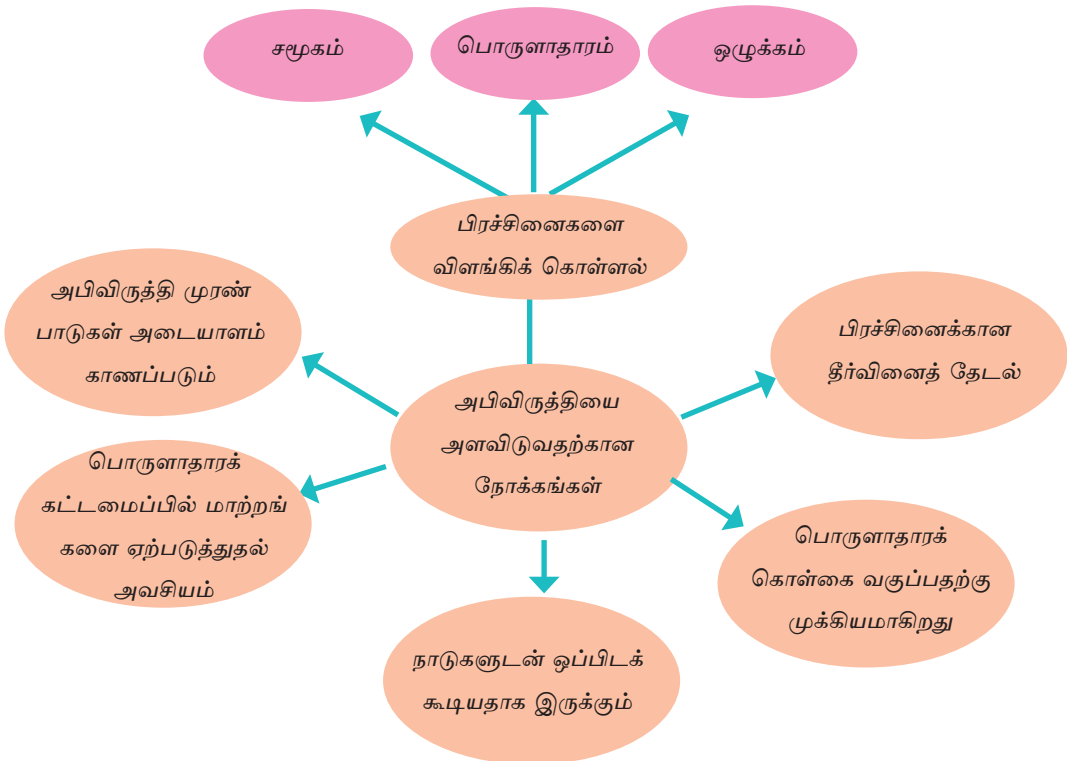 சமூகம்
பொருளாதாரம்
ஒழுக்கம்
பிரச்சினைகளை
விளங்கிக் கொள்ளல்
அபிவிருத்தி முரண்
பாடுகள் அடையாளம்
காணப்படும்
பிரச்சினைக்கான
தீர்வினைத் தேடல்
அபிவிருத்தியை
அளவிடுவதற்கான
நோக்கங்கள்
பொருளாதாரக்
கட்டமைப்பில் மாற்றங்
களை ஏற்படுத்துதல்
அவசியம்
பொருளாதாரக்
கொள்கை வகுப்பதற்கு
முக்கியமாகிறது
நாடுகளுடன் ஒப்பிடக்
கூடியதாக இருக்கும்